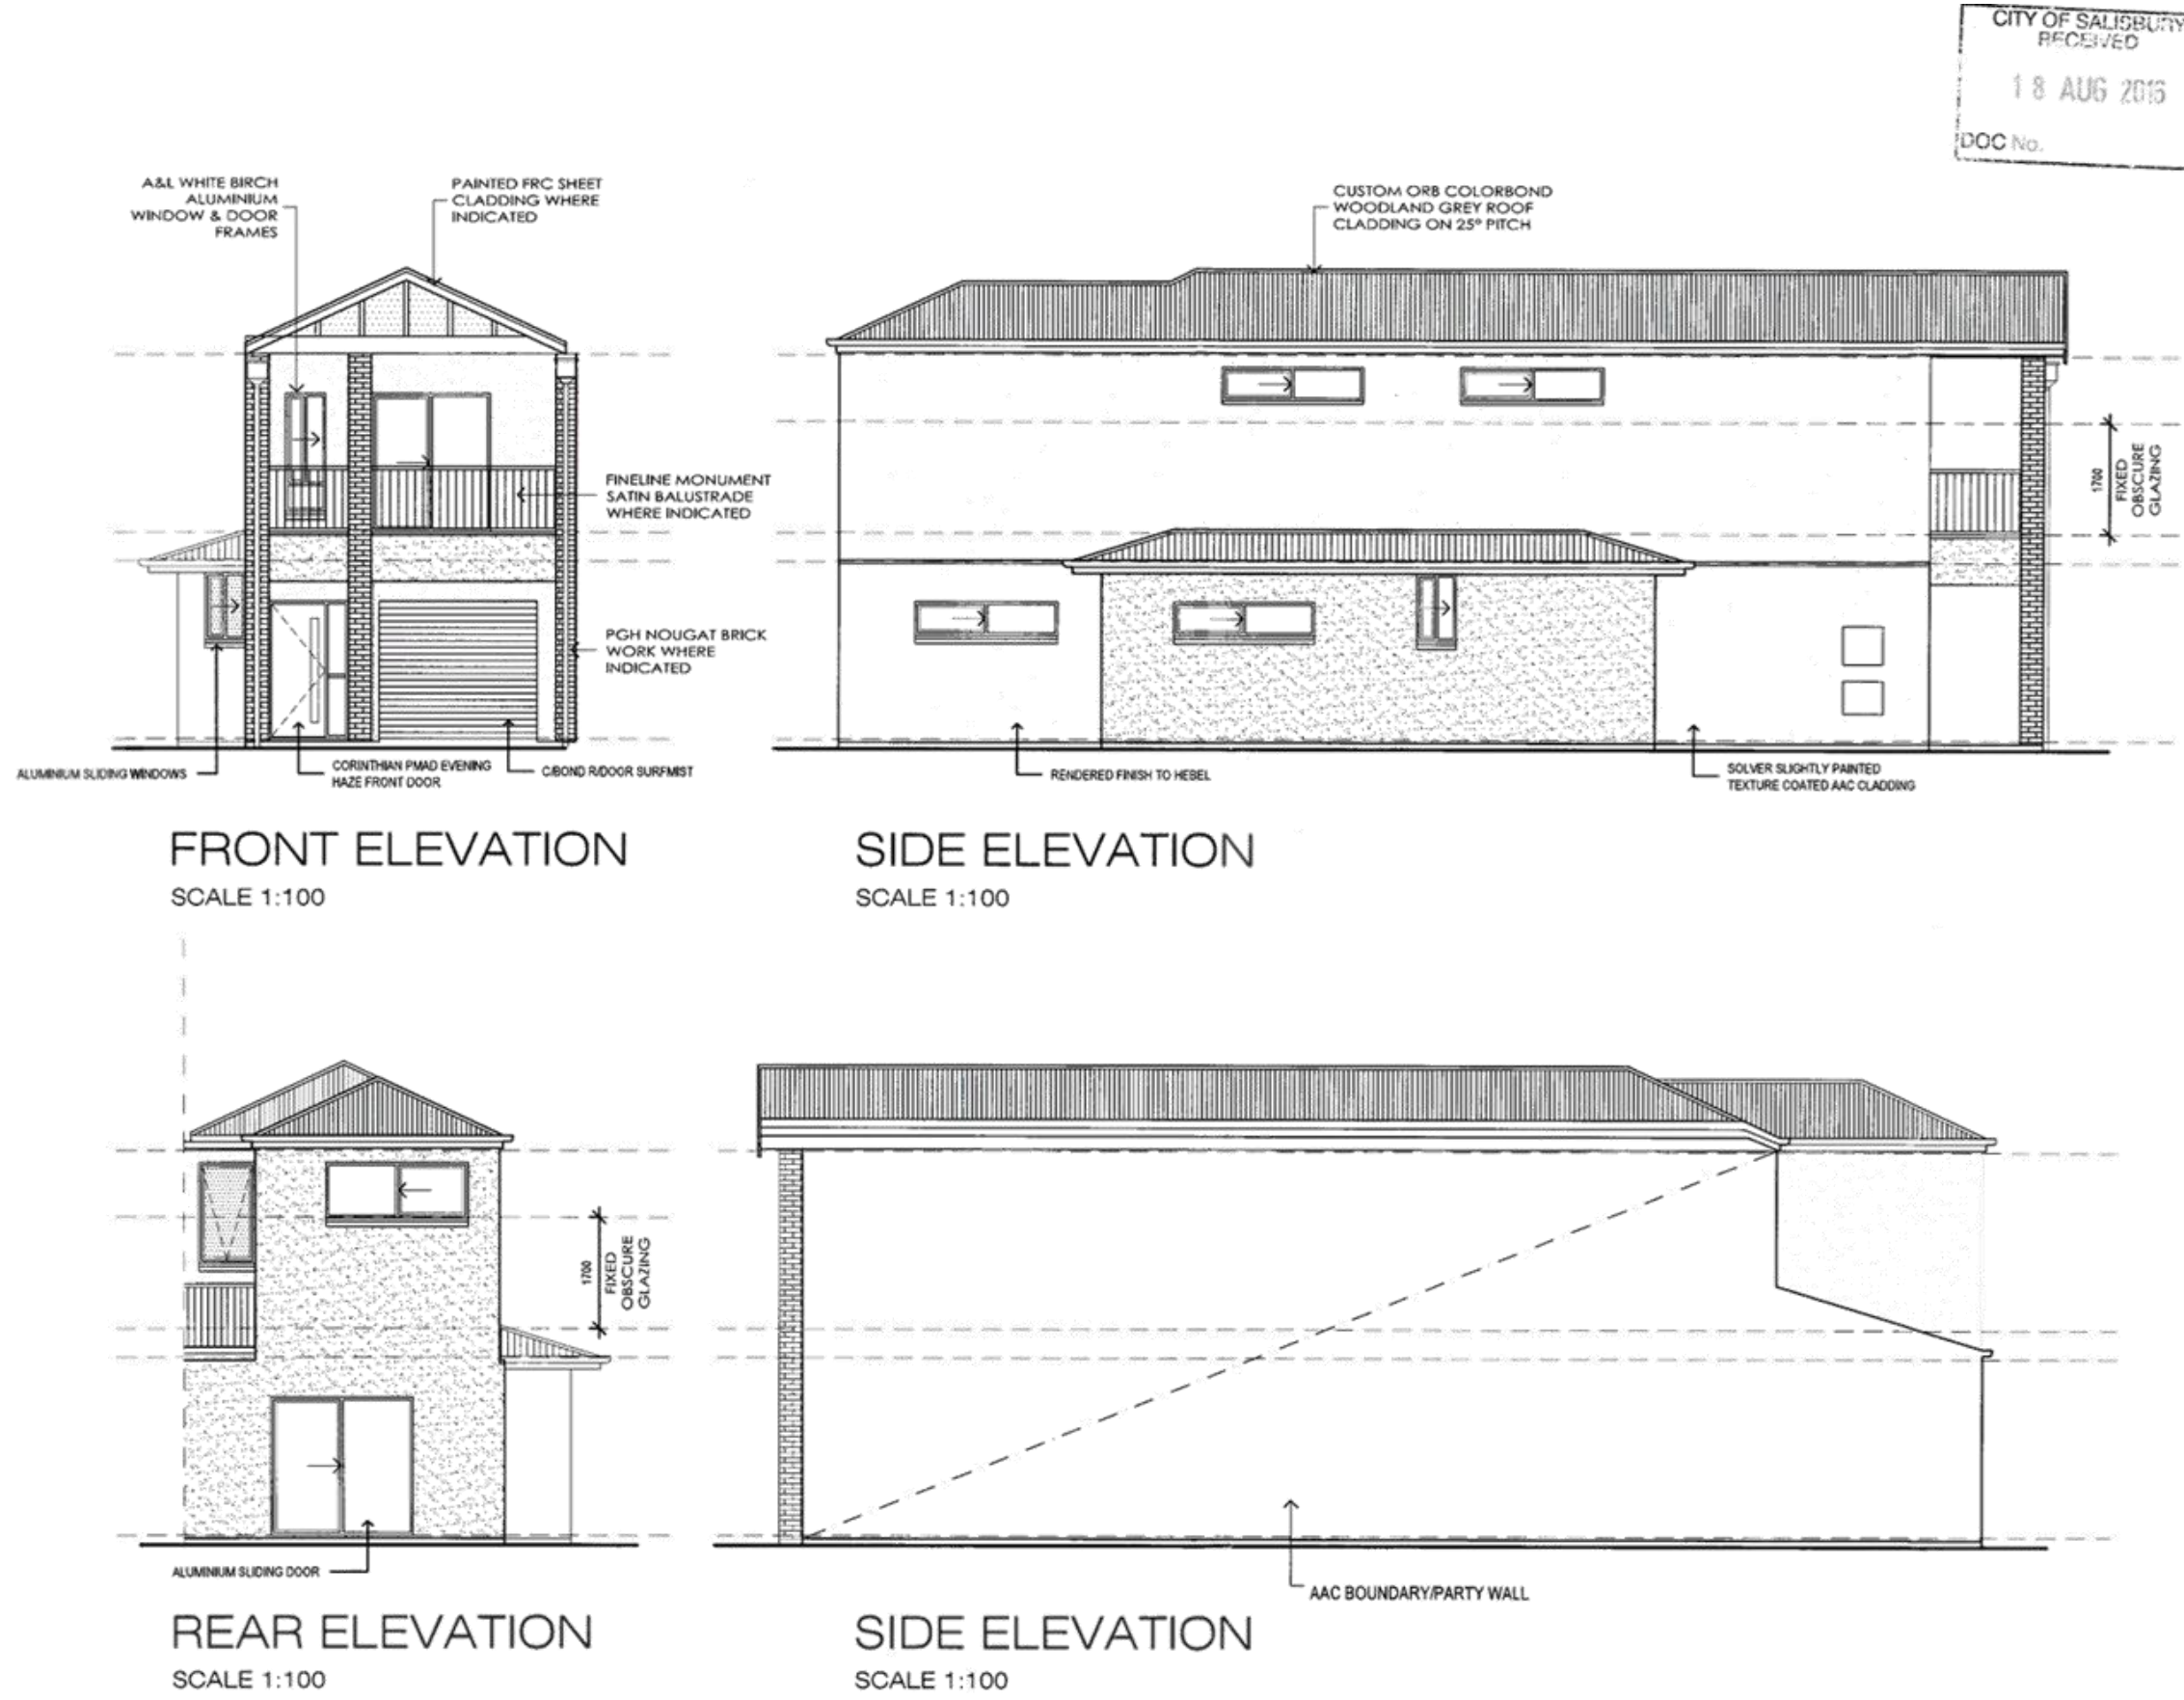 CITY OF SALISBURY
RECEIVED
18 AUG 2016
DOC No.
A&L WHITE BIRCH
ALUMINIUM
WINDOW & DOOR
FRAMES
PAINTED FRC SHEET
CLADDING WHERE
INDICATED
FINELINE MONUMENT
SATIN BALUSTRADE
WHERE INDICATED
PGH NOUGAT BRICK
WORK WHERE
INDICATED
ALUMINIUM SLIDING WINDOWS
CORINTHIAN PMAD EVENING
HAZE FRONT DOOR
C/BOND R/DOOR SURFMIST
FRONT ELEVATION
SCALE 1:100
CUSTOM ORB COLORBOND
WOODLAND GREY ROOF
CLADDING ON 25° PITCH
1700
FIXED
OBSCURE
GLAZING
RENDERED FINISH TO HEBEL
SOLVER SLIGHTLY PAINTED
TEXTURE COATED AAC CLADDING
SIDE ELEVATION
SCALE 1:100
1700
FIXED
OBSCURE
GLAZING
ALUMINIUM SLIDING DOOR
REAR ELEVATION
SCALE 1:100
AAC BOUNDARY/PARTY WALL
SIDE ELEVATION
SCALE 1:100